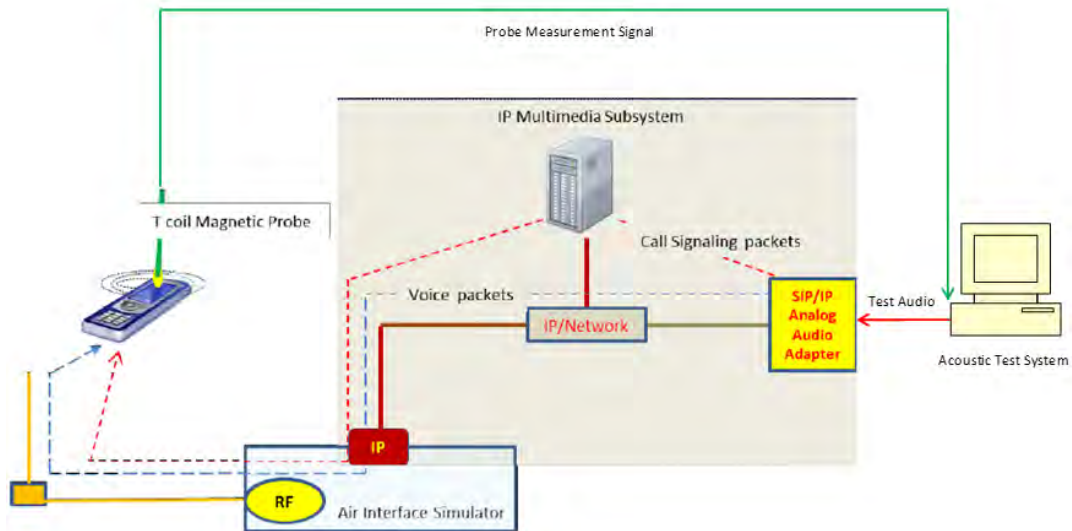 Probe Measurement Signal
IP Multimedia Subsystem
T coil Magnetic Probe
Call Signaling packets
Voice packets
IP/Network
SIP/IP
Analog
Audio
Adapter
Test Audio
Acoustic Test System
IP
RF
Air Interface Simulator